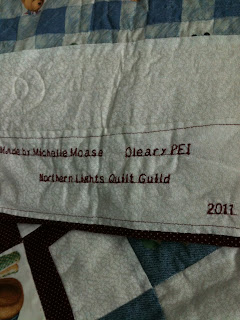 Made by Michelle Moase Oleary PEI
Northern Lights Quilt Guild
2011